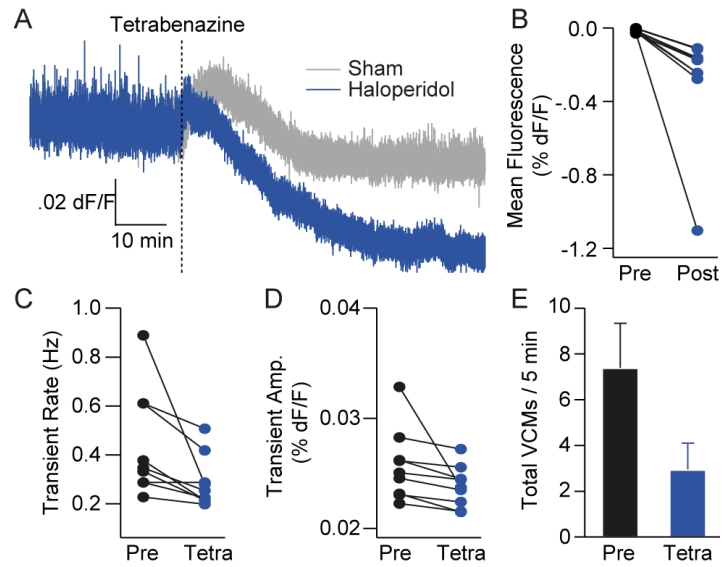 A
Tetrabenazine
Sham
Haloperidol
.02 dF/F
10 min
B
Mean Fluorescence
(% dF/F)
0.0
-0.4
-0.8
-1.2
Pre
Post
C
Transient Rate (Hz)
1.0
0.8
0.6
0.4
0.2
Pre
Tetra
D
Transient Amp.
(% dF/F)
0.04
0.03
0.02
Pre
Tetra
E
Total VCMs / 5 min
10
8
6
4
2
0
Pre
Tetra